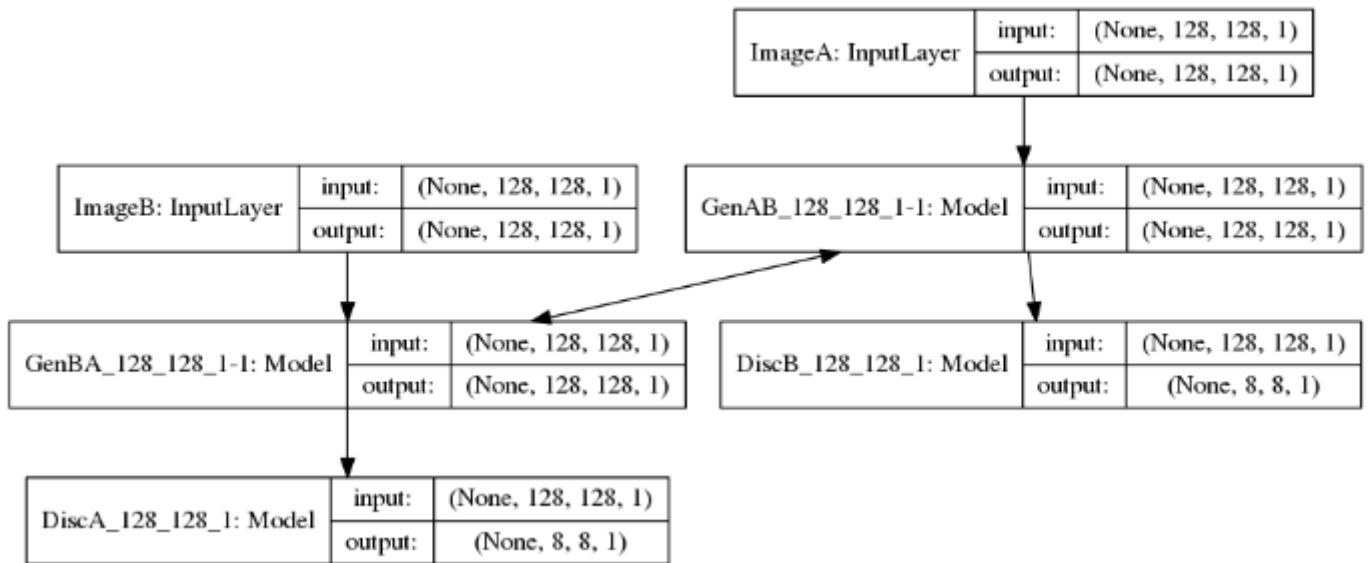 ImageA: InputLayer
input: (None, 128, 128, 1)
output: (None, 128, 128, 1)
ImageB: InputLayer
input: (None, 128, 128, 1)
output: (None, 128, 128, 1)
GenAB_128_128_1-1: Model
input: (None, 128, 128, 1)
output: (None, 128, 128, 1)
GenBA_128_128_1-1: Model
input: (None, 128, 128, 1)
output: (None, 128, 128, 1)
DiscB_128_128_1: Model
input: (None, 128, 128, 1)
output: (None, 8, 8, 1)
DiscA_128_128_1: Model
input: (None, 128, 128, 1)
output: (None, 8, 8, 1)